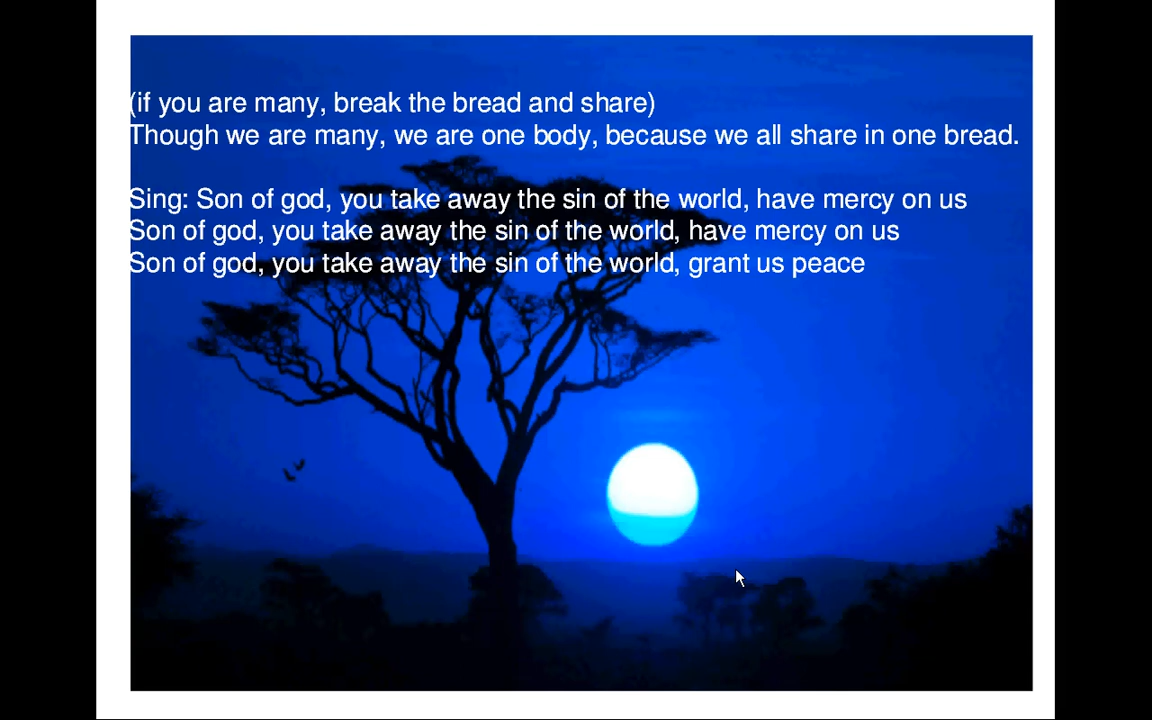 (if you are many, break the bread and share)
Though we are many, we are one body, because we all share in one bread.
Sing: Son of god, you take away the sin of the world, have mercy on us
Son of god, you take away the sin of the world, have mercy on us
Son of god, you take away the sin of the world, grant us peace